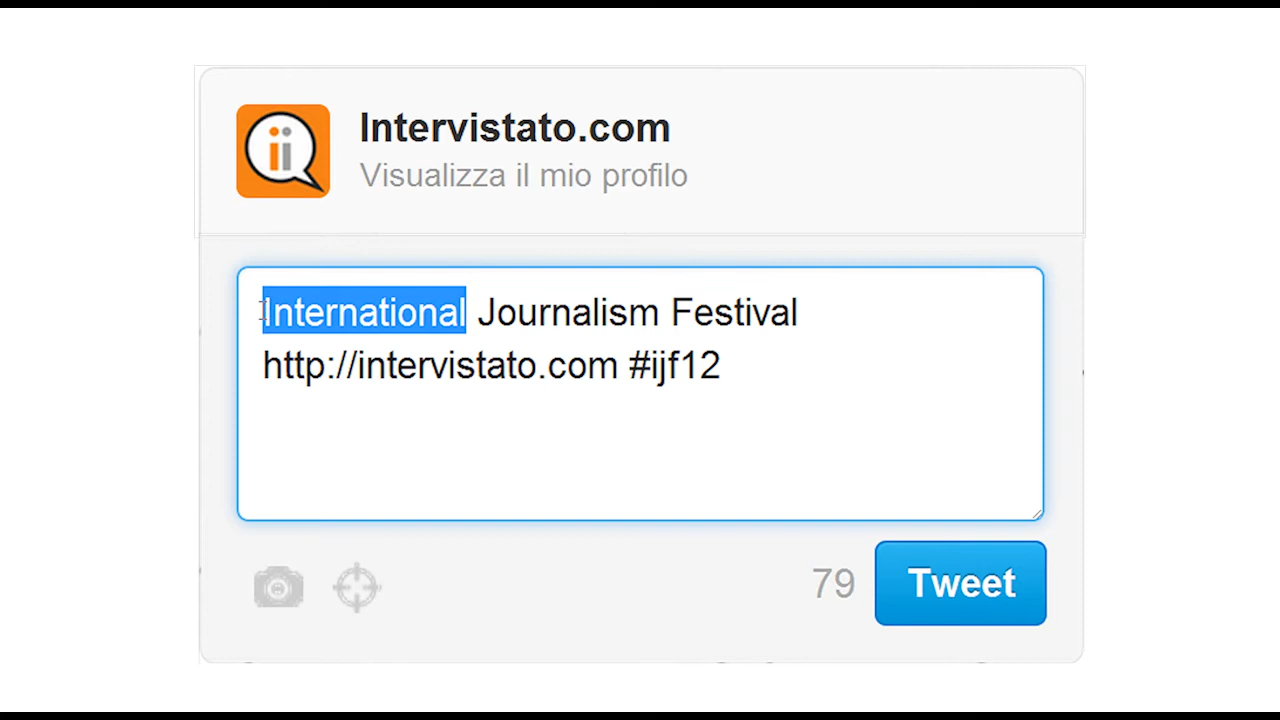 Intervistato.com
Visualizza il mio profilo
International Journalism Festival
http://intervistato.com #ijf12
79
Tweet